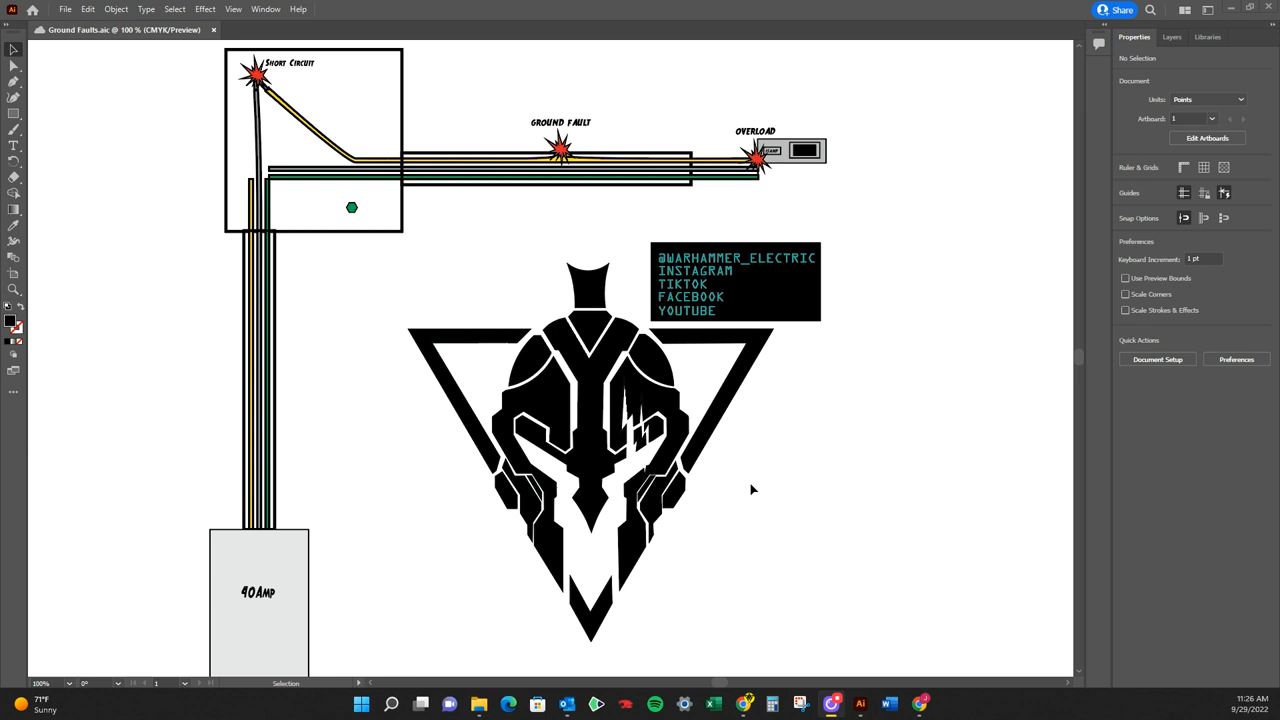 File Edit Object Type Select Effect View Window Help
Share
Ground Faults.aic @ 100 % (CMYK/Preview)
Properties Layers Libraries
No Selection
Document
Units: Points
Artboard: 1
Edit Artboards
Ruler & Grids
Guides
Snap Options
Preferences
Keyboard Increment: 1 pt
Use Preview Bounds
Scale Corners
Scale Strokes & Effects
Quick Actions
Document Setup Preferences
Short Circuit
GROUND FAULT
OVERLOAD
@WARHAMMER_ELECTRIC
INSTAGRAM
TIKTOK
FACEBOOK
YOUTUBE
40Amp
100% 0° 1 Selection
71°F
Sunny
11:26 AM
9/29/2022